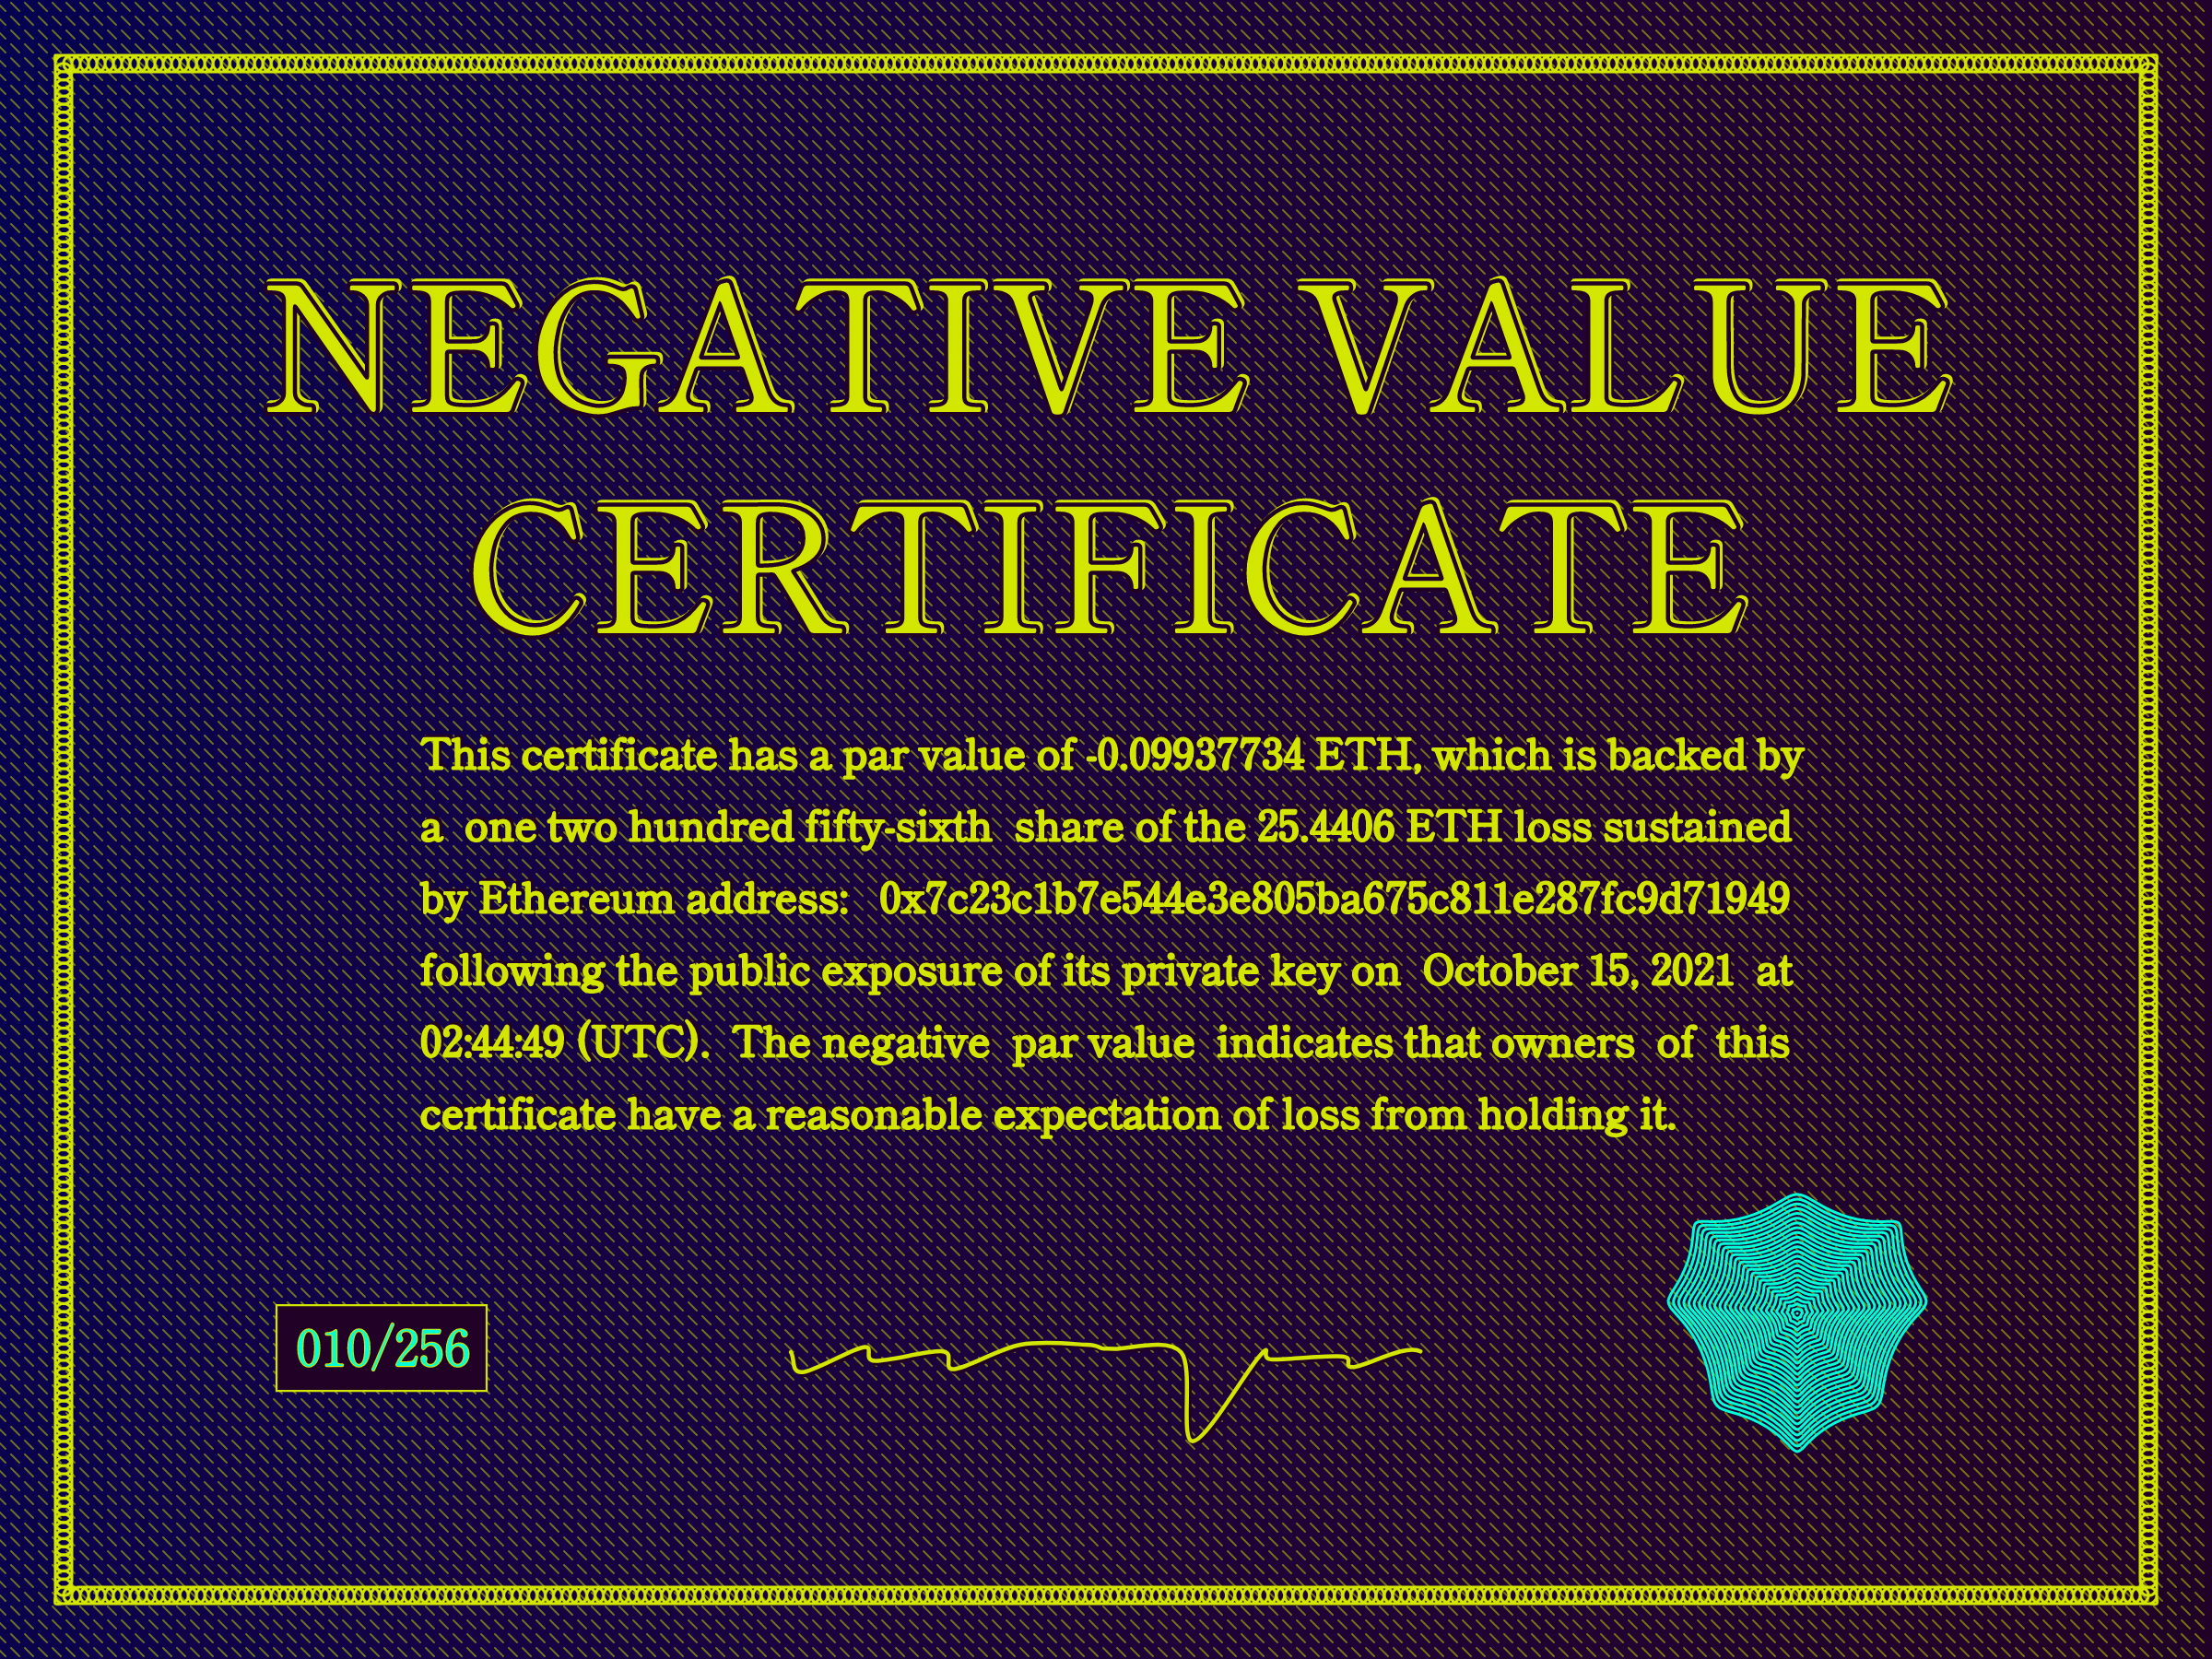 NEGATIVE VALUE
CERTIFICATE
This certificate has a par value of -0.09937734 ETH, which is backed by
a one two hundred fifty-sixth share of the 25.4406 ETH loss sustained
by Ethereum address: 0x7c23c1b7e544e3e805ba675c811e287fc9d71949
following the public exposure of its private key on October 15, 2021 at
02:44:49 (UTC). The negative par value indicates that owners of this
certificate have a reasonable expectation of loss from holding it.
010/256